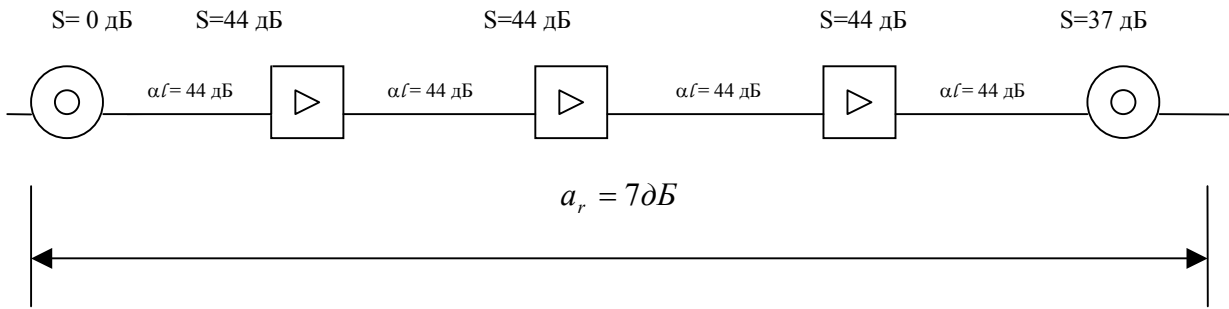 S= 0 дБ S=44 дБ S=44 дБ S=44 дБ S=37 дБ
αℓ= 44 дБ αℓ= 44 дБ αℓ= 44 дБ αℓ= 44 дБ
a_r = 7дБ